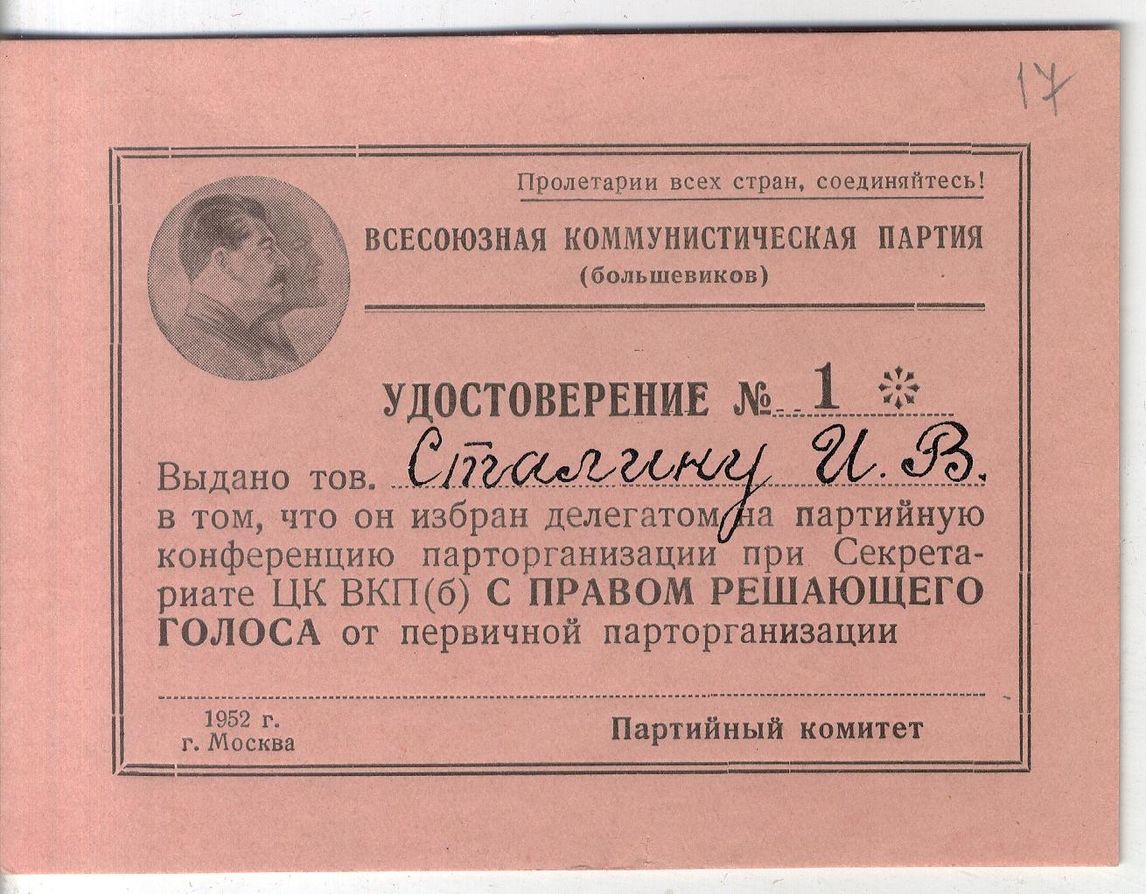 17
Пролетарии всех стран, соединяйтесь!
ВСЕСОЮЗНАЯ КОММУНИСТИЧЕСКАЯ ПАРТИЯ
(большевиков)
УДОСТОВЕРЕНИЕ № 1
Выдано тов. Сталину И. В.
в том, что он избран делегатом на партийную
конференцию парторганизации при Секрета-
риате ЦК ВКП(б) С ПРАВОМ РЕШАЮЩЕГО
ГОЛОСА от первичной парторганизации
1952 г.
г. Москва
Партийный комитет